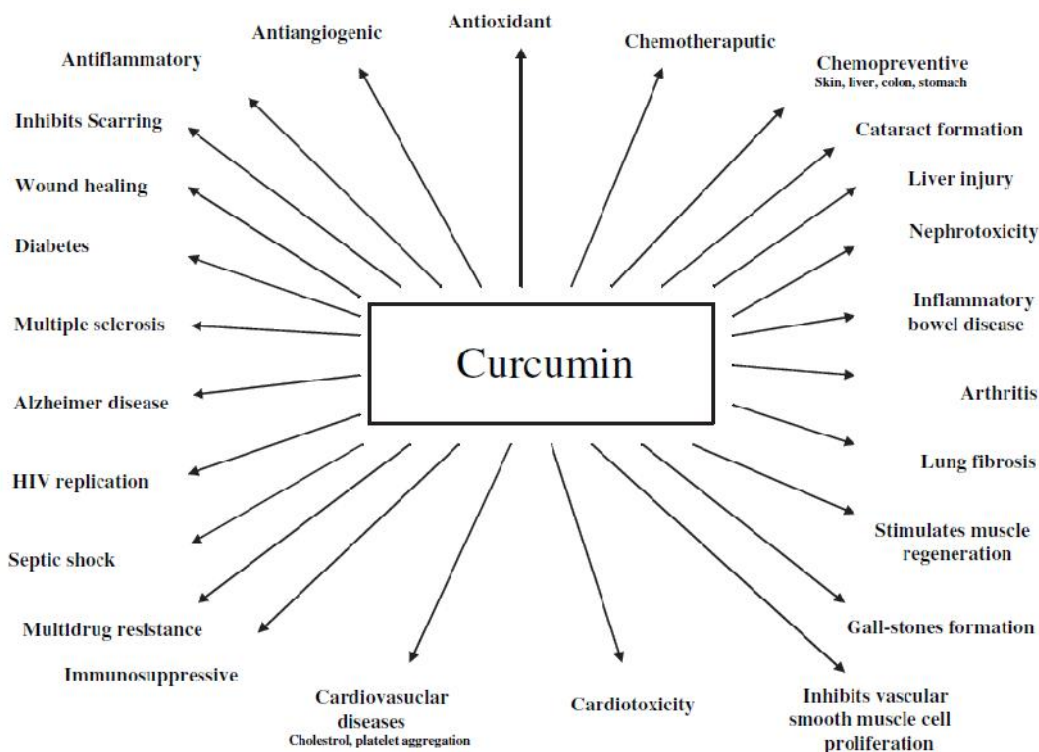 Antioxidant
Antiangiogenic
Chemotheraputic
Antiflammatory
Chemopreventive
Skin, liver, colon, stomach
Inhibits Scarring
Cataract formation
Wound healing
Liver injury
Diabetes
Nephrotoxicity
Multiple sclerosis
Inflammatory
bowel disease
Curcumin
Alzheimer disease
Arthritis
HIV replication
Lung fibrosis
Septic shock
Stimulates muscle
regeneration
Multidrug resistance
Gall-stones formation
Immunosuppressive
Cardiovasuclar
diseases
Cholestrol, platelet aggregation
Cardiotoxicity
Inhibits vascular
smooth muscle cell
proliferation